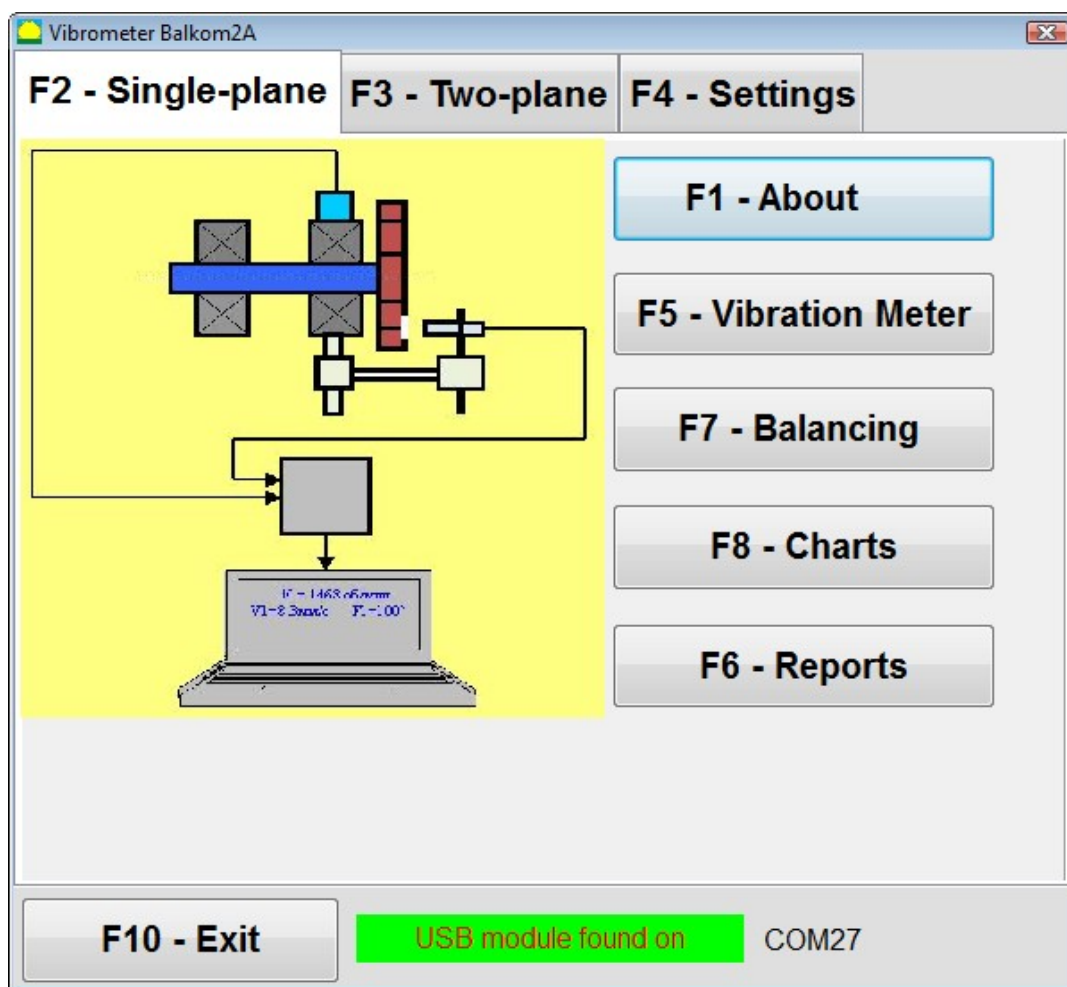 Vibrometer Balkom2A
F2 - Single-plane
F3 - Two-plane
F4 - Settings
F1 - About
F5 - Vibration Meter
F7 - Balancing
F8 - Charts
F6 - Reports
F10 - Exit
USB module found on
COM27